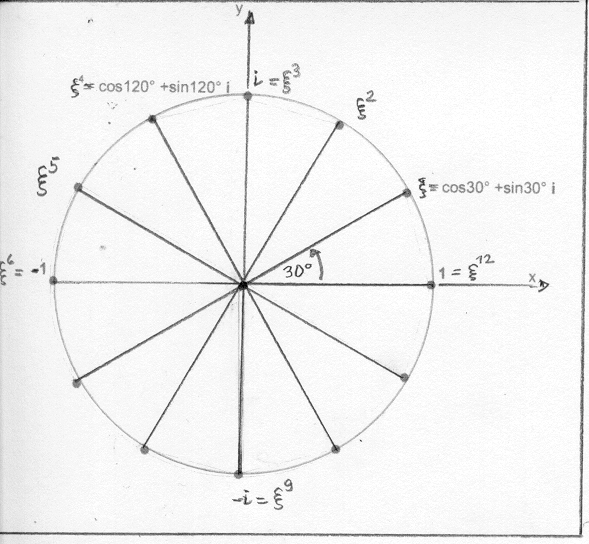 y
ξ⁴= cos120° +sin120° i
i = ξ³
ξ²
ξ⁵
ξ = cos30° +sin30° i
ξ⁶ = -1
30°
1 = ξ¹²
x
-i = ξ⁹